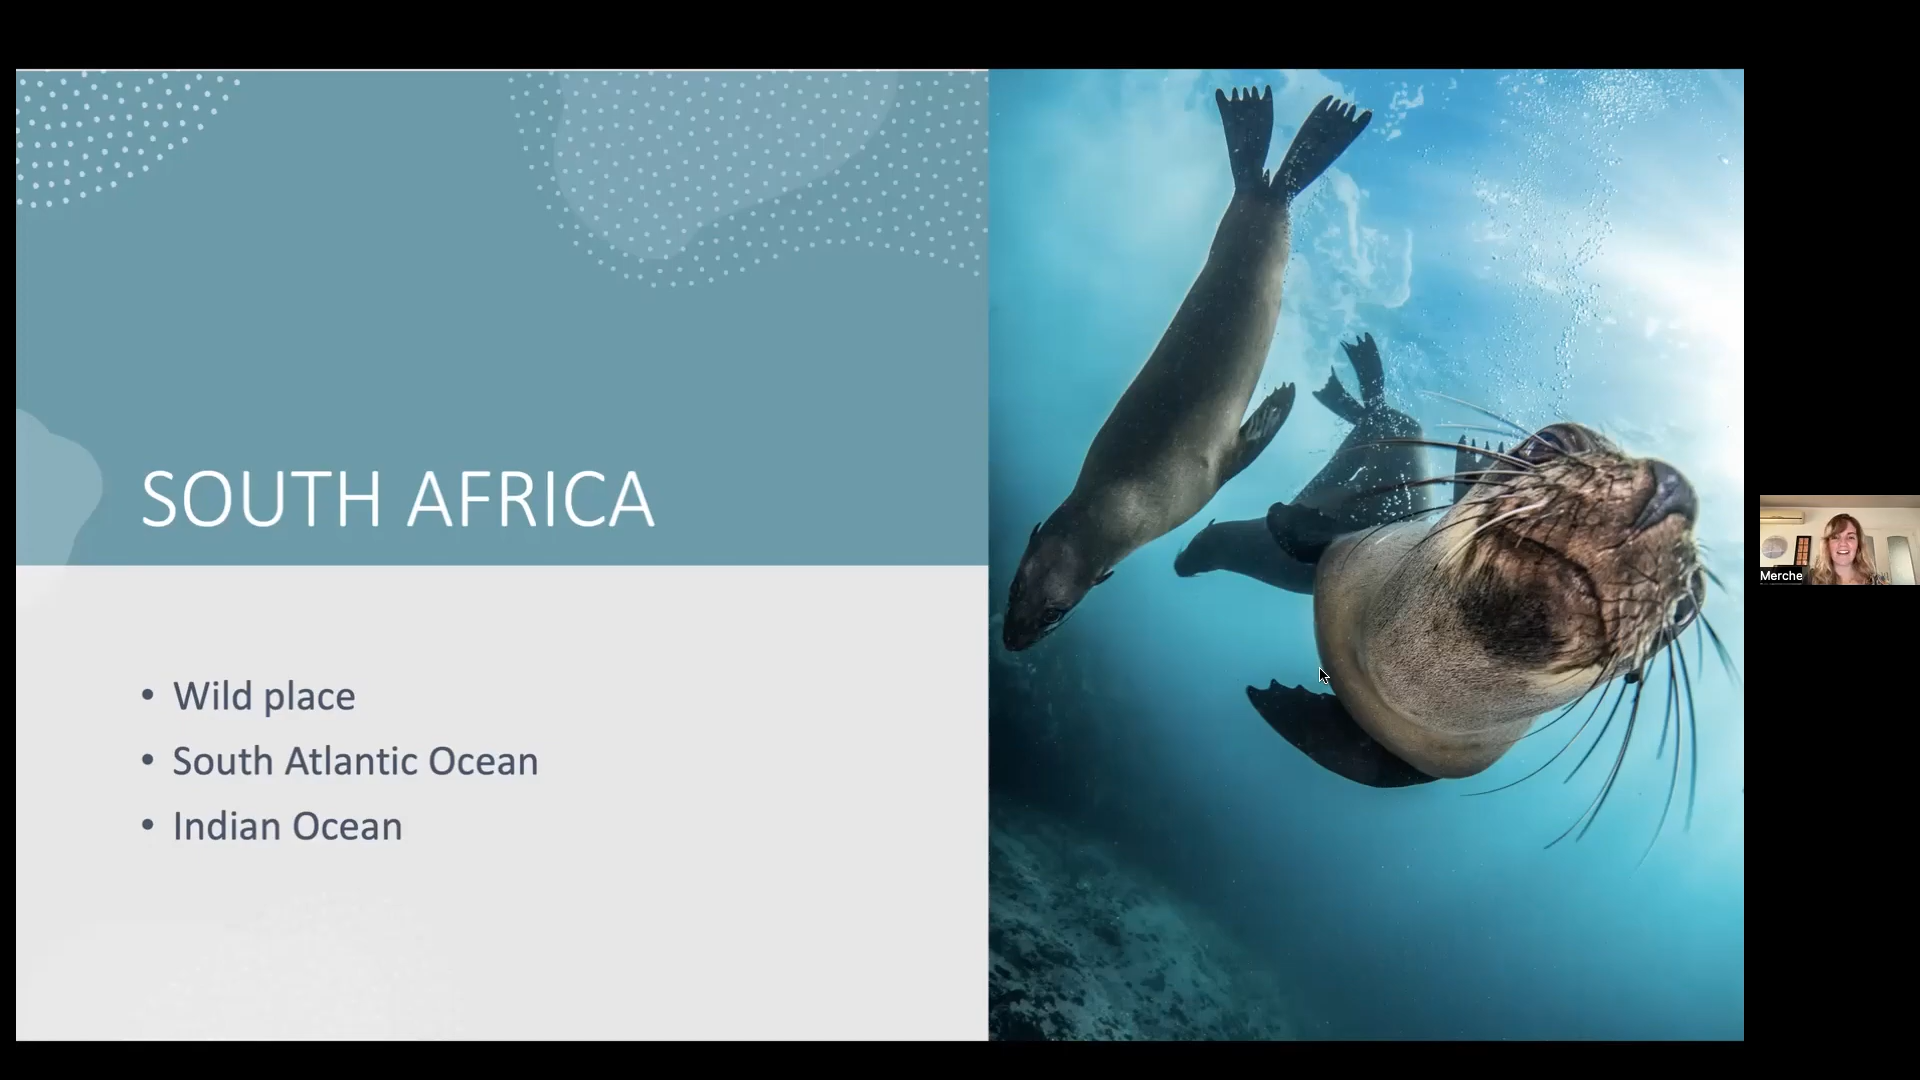 SOUTH AFRICA
• Wild place
• South Atlantic Ocean
• Indian Ocean
Merche